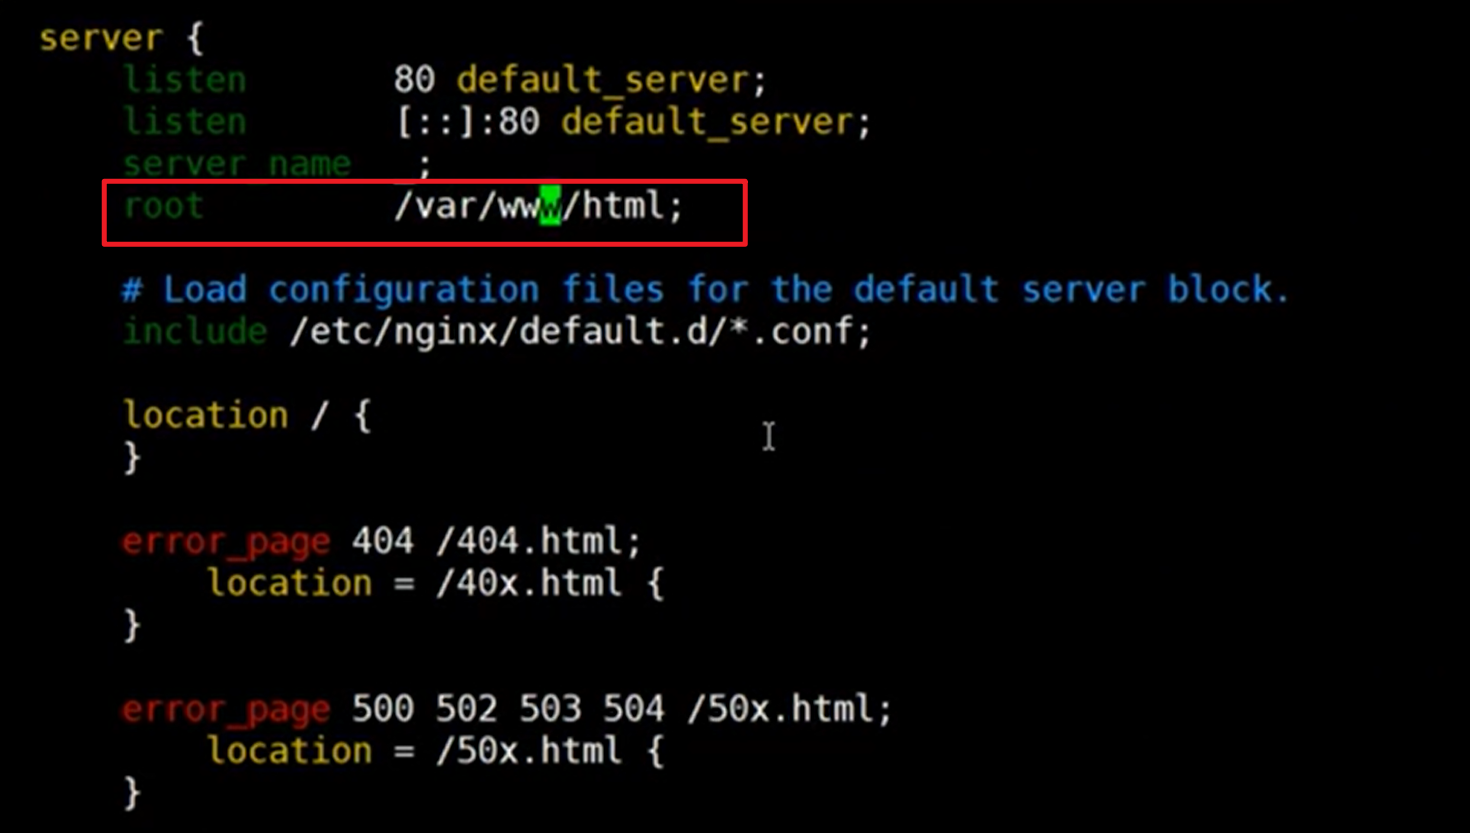 server {
listen 80 default_server;
listen [::]:80 default_server;
server_name _;
root /var/www/html;
# Load configuration files for the default server block.
include /etc/nginx/default.d/*.conf;
location / {
}
error_page 404 /404.html;
location = /40x.html {
}
error_page 500 502 503 504 /50x.html;
location = /50x.html {
}